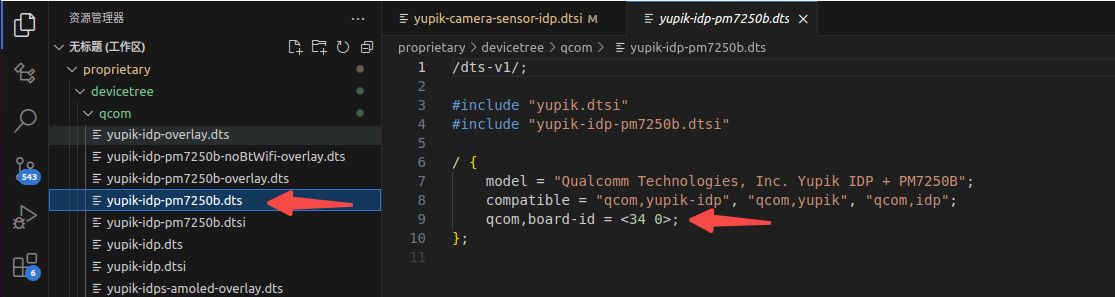 资源管理器
无标题 (工作区)
proprietary
devicetree
qcom
yupik-idp-overlay.dts
yupik-idp-pm7250b-noBtWifi-overlay.dts
yupik-idp-pm7250b-overlay.dts
yupik-idp-pm7250b.dts
yupik-idp-pm7250b.dtsi
yupik-idp.dts
yupik-idp.dtsi
yupik-idps-amoled-overlay.dts
543
6
yupik-camera-sensor-idp.dtsi M
yupik-idp-pm7250b.dts
proprietary > devicetree > qcom > yupik-idp-pm7250b.dts
1 /dts-v1/;
2
3 #include "yupik.dtsi"
4 #include "yupik-idp-pm7250b.dtsi"
5
6 / {
7 model = "Qualcomm Technologies, Inc. Yupik IDP + PM7250B";
8 compatible = "qcom,yupik-idp", "qcom,yupik", "qcom,idp";
9 qcom,board-id = <34 0>;
10 };
11